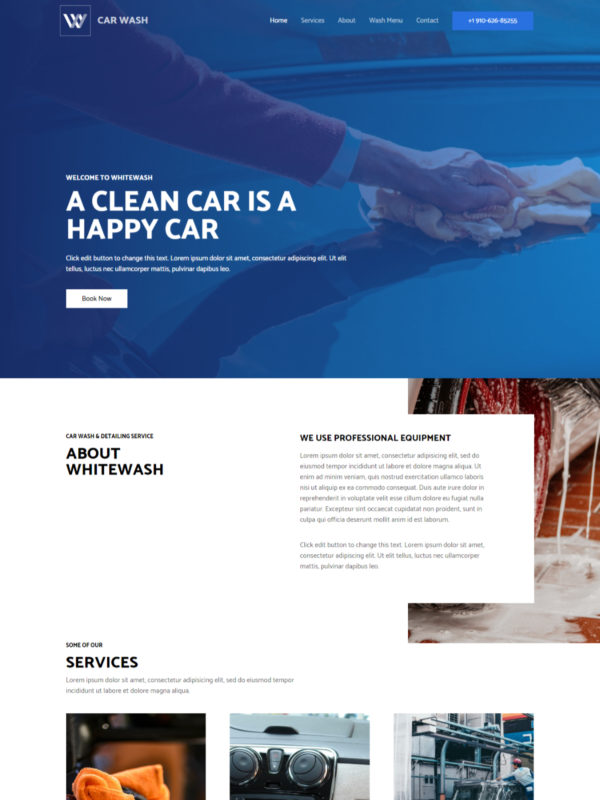 W CAR WASH
Home Services About Wash Menu Contact +1 910-626-85255
WELCOME TO WHITEWASH
A CLEAN CAR IS A
HAPPY CAR
Click edit button to change this text. Lorem ipsum dolor sit amet, consectetur adipiscing elit. Ut elit
tellus, luctus nec ullamcorper mattis, pulvinar dapibus leo.
Book Now
CAR WASH & DETAILING SERVICE
ABOUT
WHITEWASH
WE USE PROFESSIONAL EQUIPMENT
Lorem ipsum dolor sit amet, consectetur adipiscing elit, sed do
eiusmod tempor incididunt ut labore et dolore magna aliqua. Ut
enim ad minim veniam, quis nostrud exercitation ullamco laboris
nisi ut aliquip ex ea commodo consequat. Duis aute irure dolor in
reprehenderit in voluptate velit esse cillum dolore eu fugiat nulla
pariatur. Excepteur sint occaecat cupidatat non proident, sunt in
culpa qui officia deserunt mollit anim id est laborum.
Click edit button to change this text. Lorem ipsum dolor sit amet,
consectetur adipiscing elit. Ut elit tellus, luctus nec ullamcorper
mattis, pulvinar dapibus leo.
SOME OF OUR
SERVICES
Lorem ipsum dolor sit amet, consectetur adipiscing elit, sed do eiusmod tempor
incididunt ut labore et dolore magna aliqua.